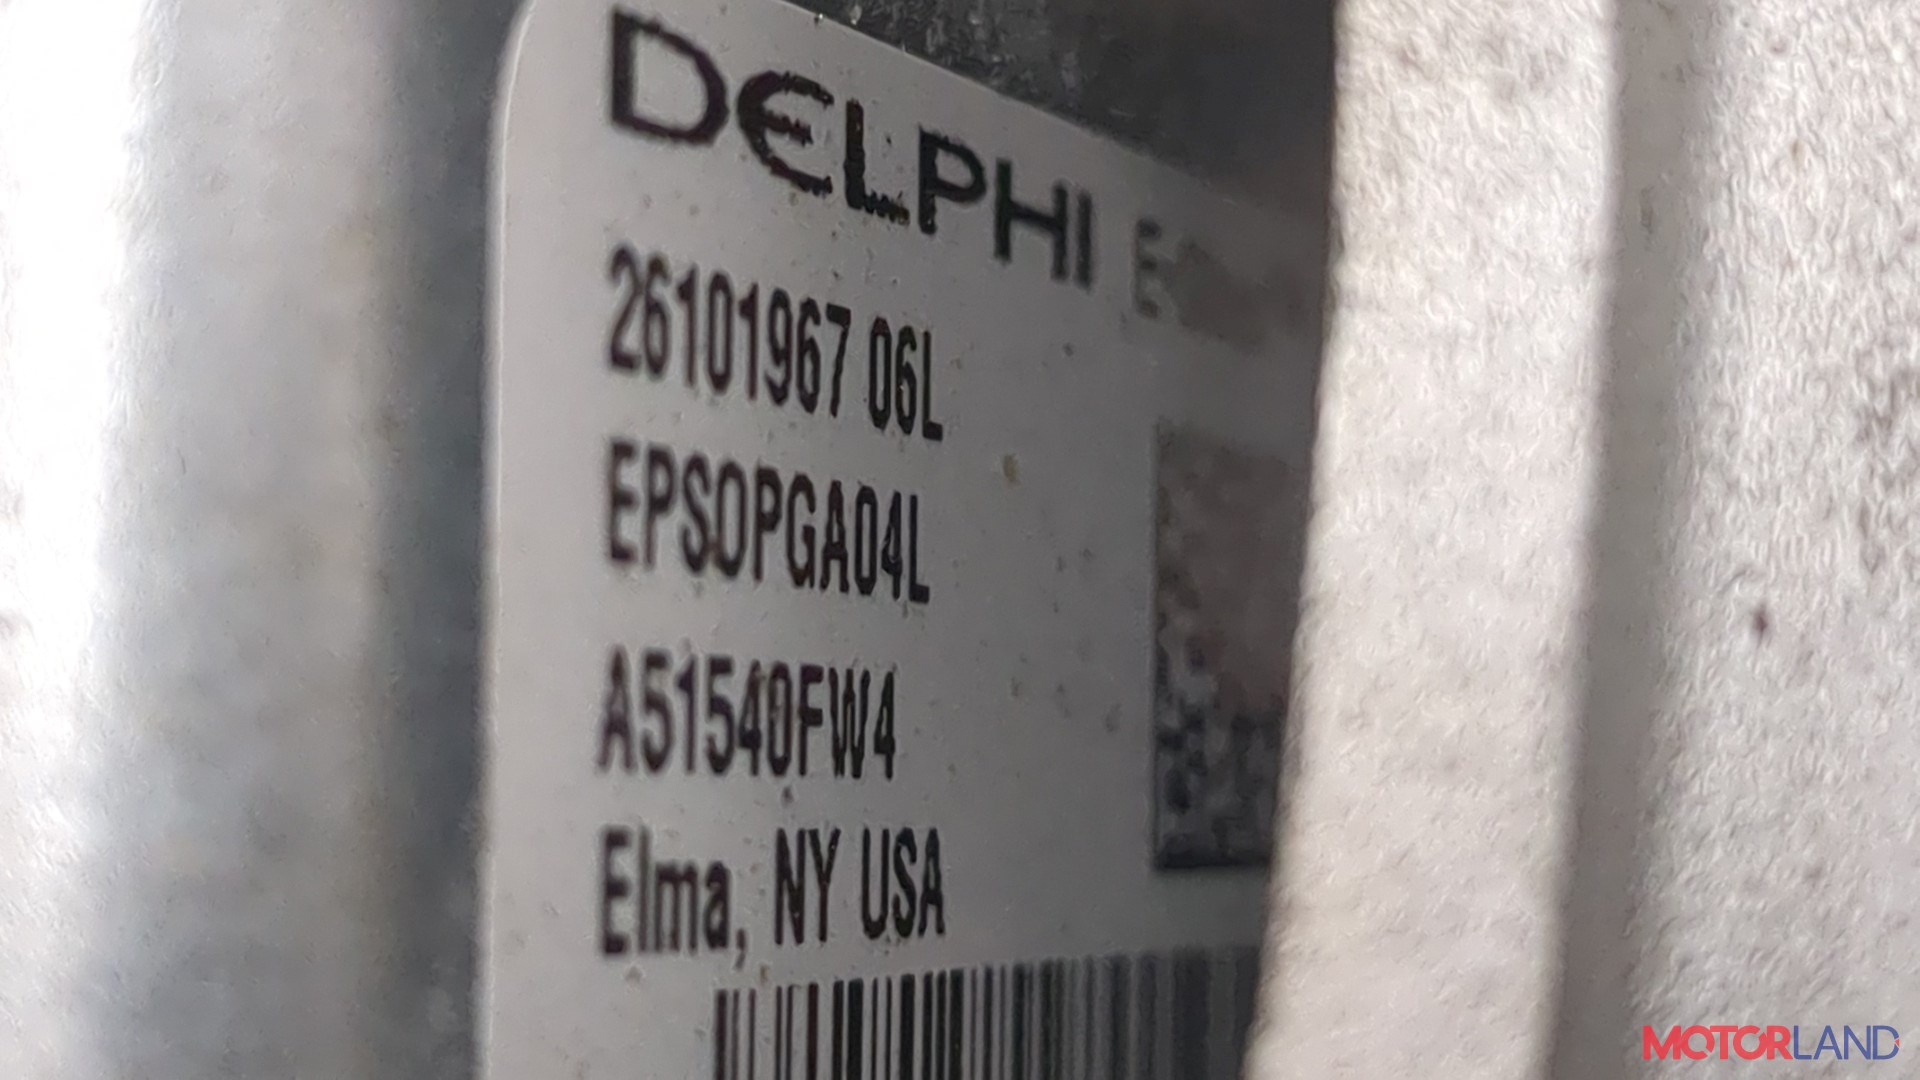 DELPHI
26101967 06L
EPSOPGA04L
A51540FW4
Elma, NY USA
MOTORLAND